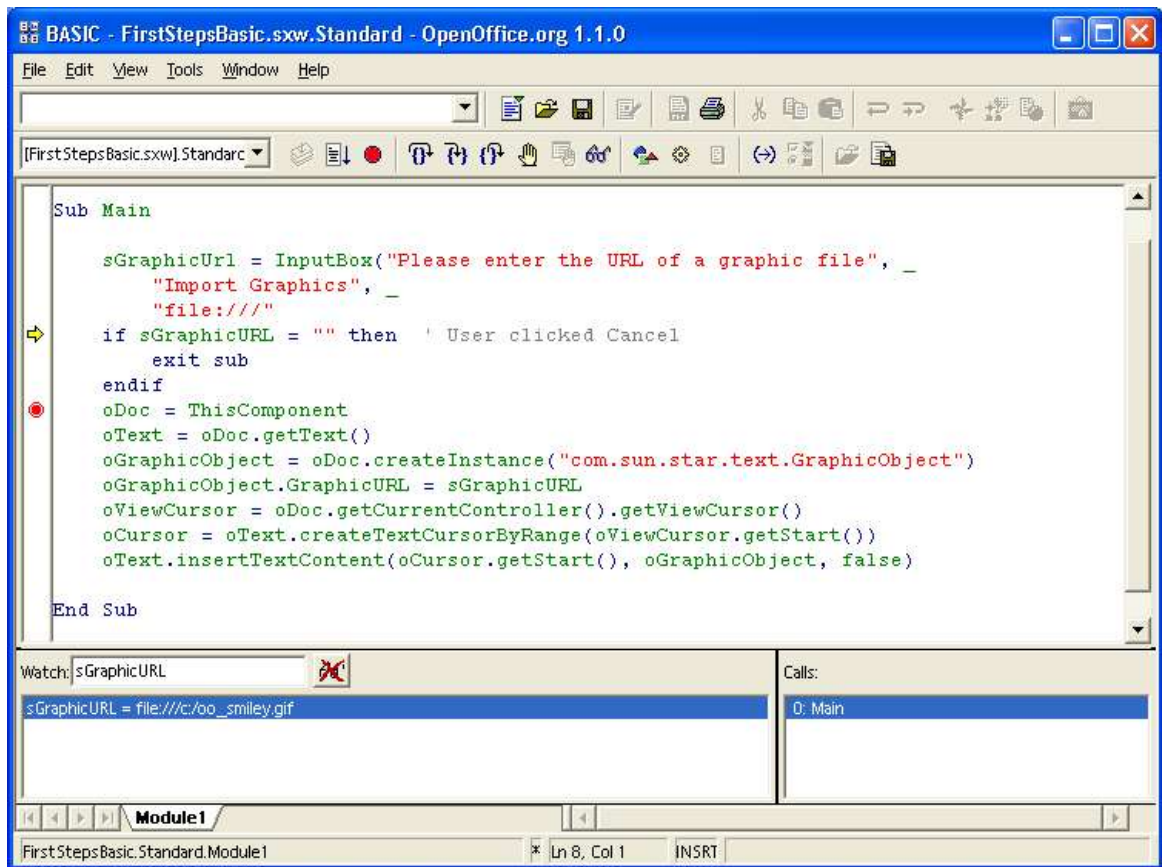 BASIC - FirstStepsBasic.sxw.Standard - OpenOffice.org 1.1.0
File Edit View Tools Window Help
[FirstStepsBasic.sxw].Standarc
Sub Main
sGraphicUrl = InputBox("Please enter the URL of a graphic file", _
"Import Graphics", _
"file:///"
if sGraphicURL = "" then ' User clicked Cancel
exit sub
endif
oDoc = ThisComponent
oText = oDoc.getText()
oGraphicObject = oDoc.createInstance("com.sun.star.text.GraphicObject")
oGraphicObject.GraphicURL = sGraphicURL
oViewCursor = oDoc.getCurrentController().getViewCursor()
oCursor = oText.createTextCursorByRange(oViewCursor.getStart())
oText.insertTextContent(oCursor.getStart(), oGraphicObject, false)
End Sub
Watch: sGraphicURL Calls:
sGraphicURL = file:///c:/oo_smiley.gif 0: Main
Module1
FirstStepsBasic.Standard.Module1 * Ln 8, Col 1 INSRT